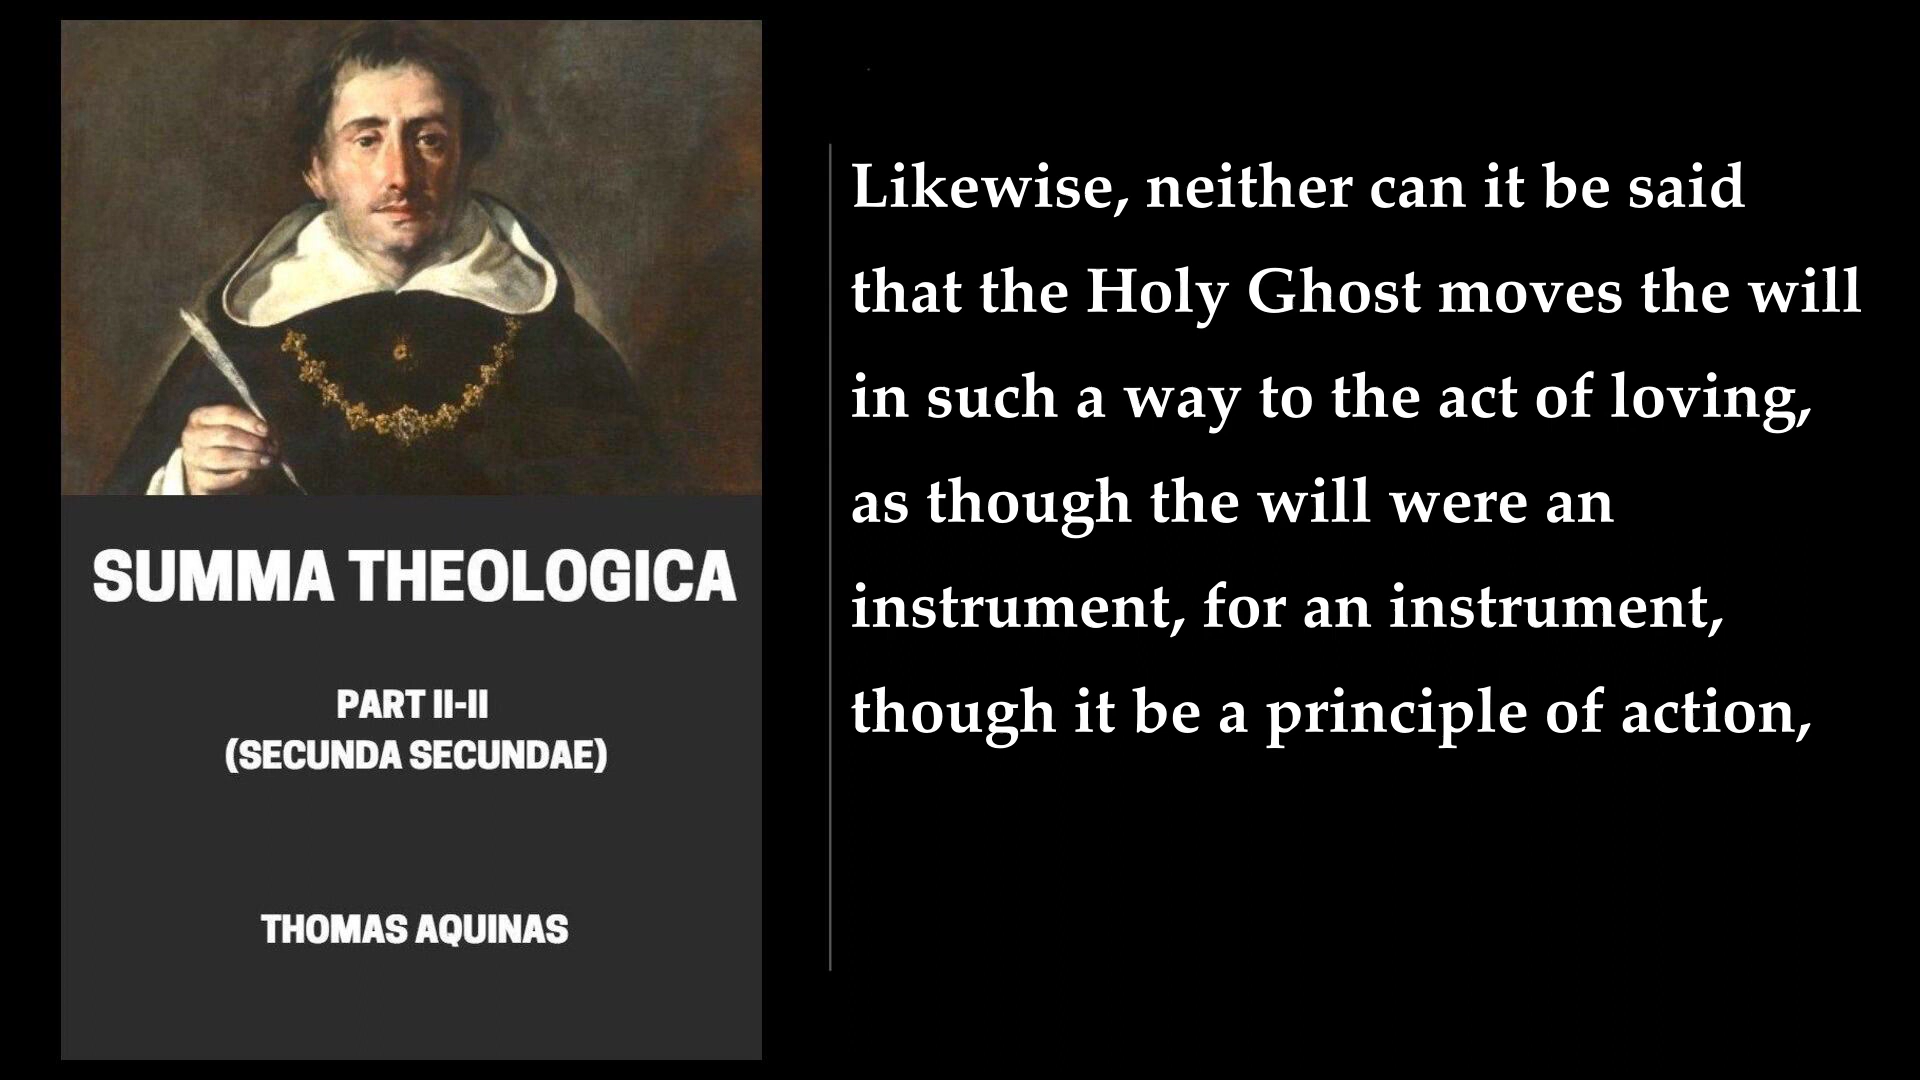 SUMMA THEOLOGICA
PART II-II
(SECUNDA SECUNDAE)
THOMAS AQUINAS
Likewise, neither can it be said
that the Holy Ghost moves the will
in such a way to the act of loving,
as though the will were an
instrument, for an instrument,
though it be a principle of action,